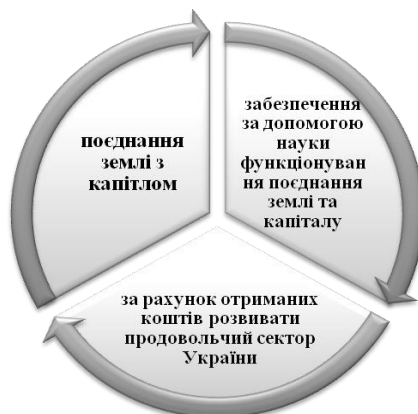 поєднання
землі з
капітлом
забезпечення
за допомогою
науки
функціонуван
ня поєднання
землі та
капіталу
за рахунок отриманих
коштів розвивати
продовольчий сектор
України